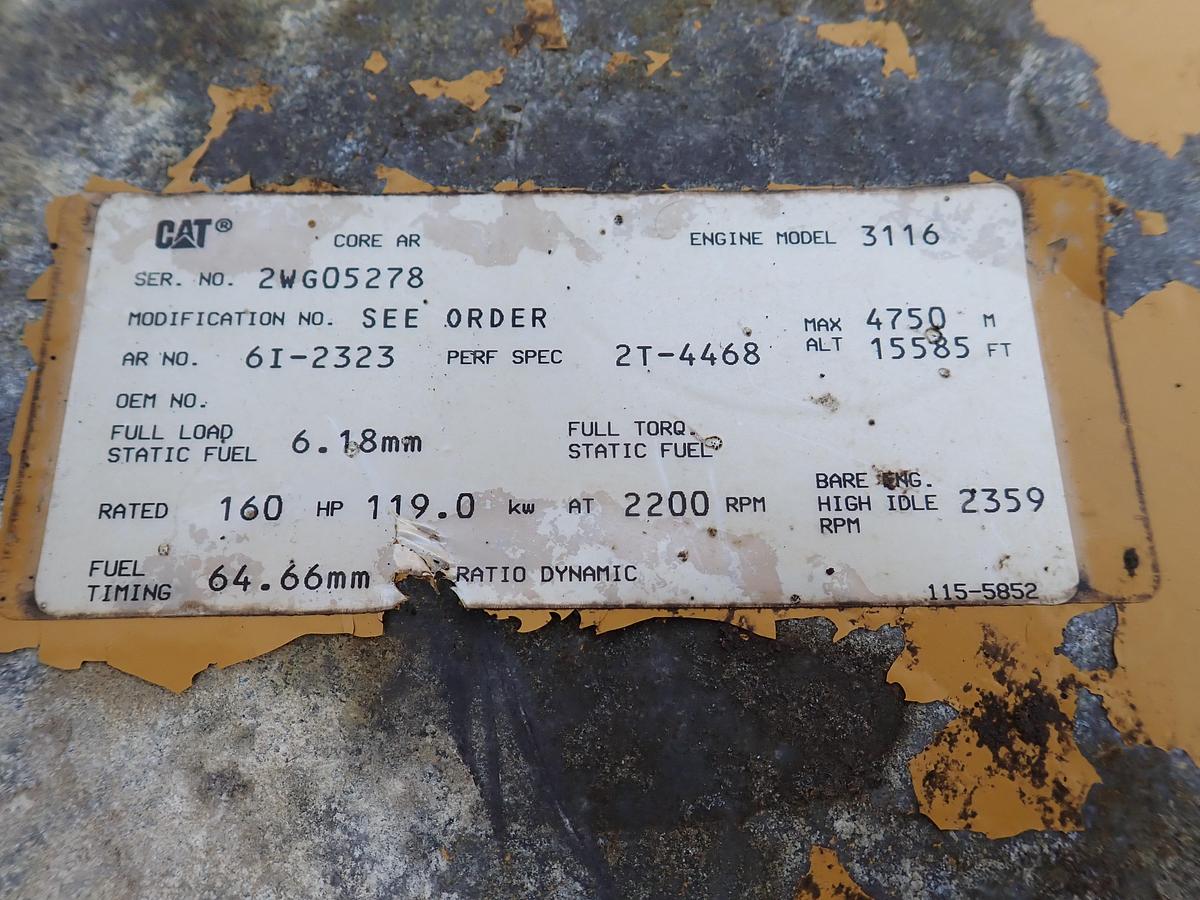 CAT® CORE AR ENGINE MODEL 3116
SER. NO. 2WG05278
MODIFICATION NO. SEE ORDER MAX 4750 M
AR NO. 6I-2323 PERF SPEC 2T-4468 ALT 15585 FT
OEM NO.
FULL LOAD 6.18mm FULL TORQ.
STATIC FUEL STATIC FUEL
BARE ENG.
RATED 160 HP 119.0 kw AT 2200 RPM HIGH IDLE 2359
RPM
FUEL 64.66mm RATIO DYNAMIC
TIMING 115-5852